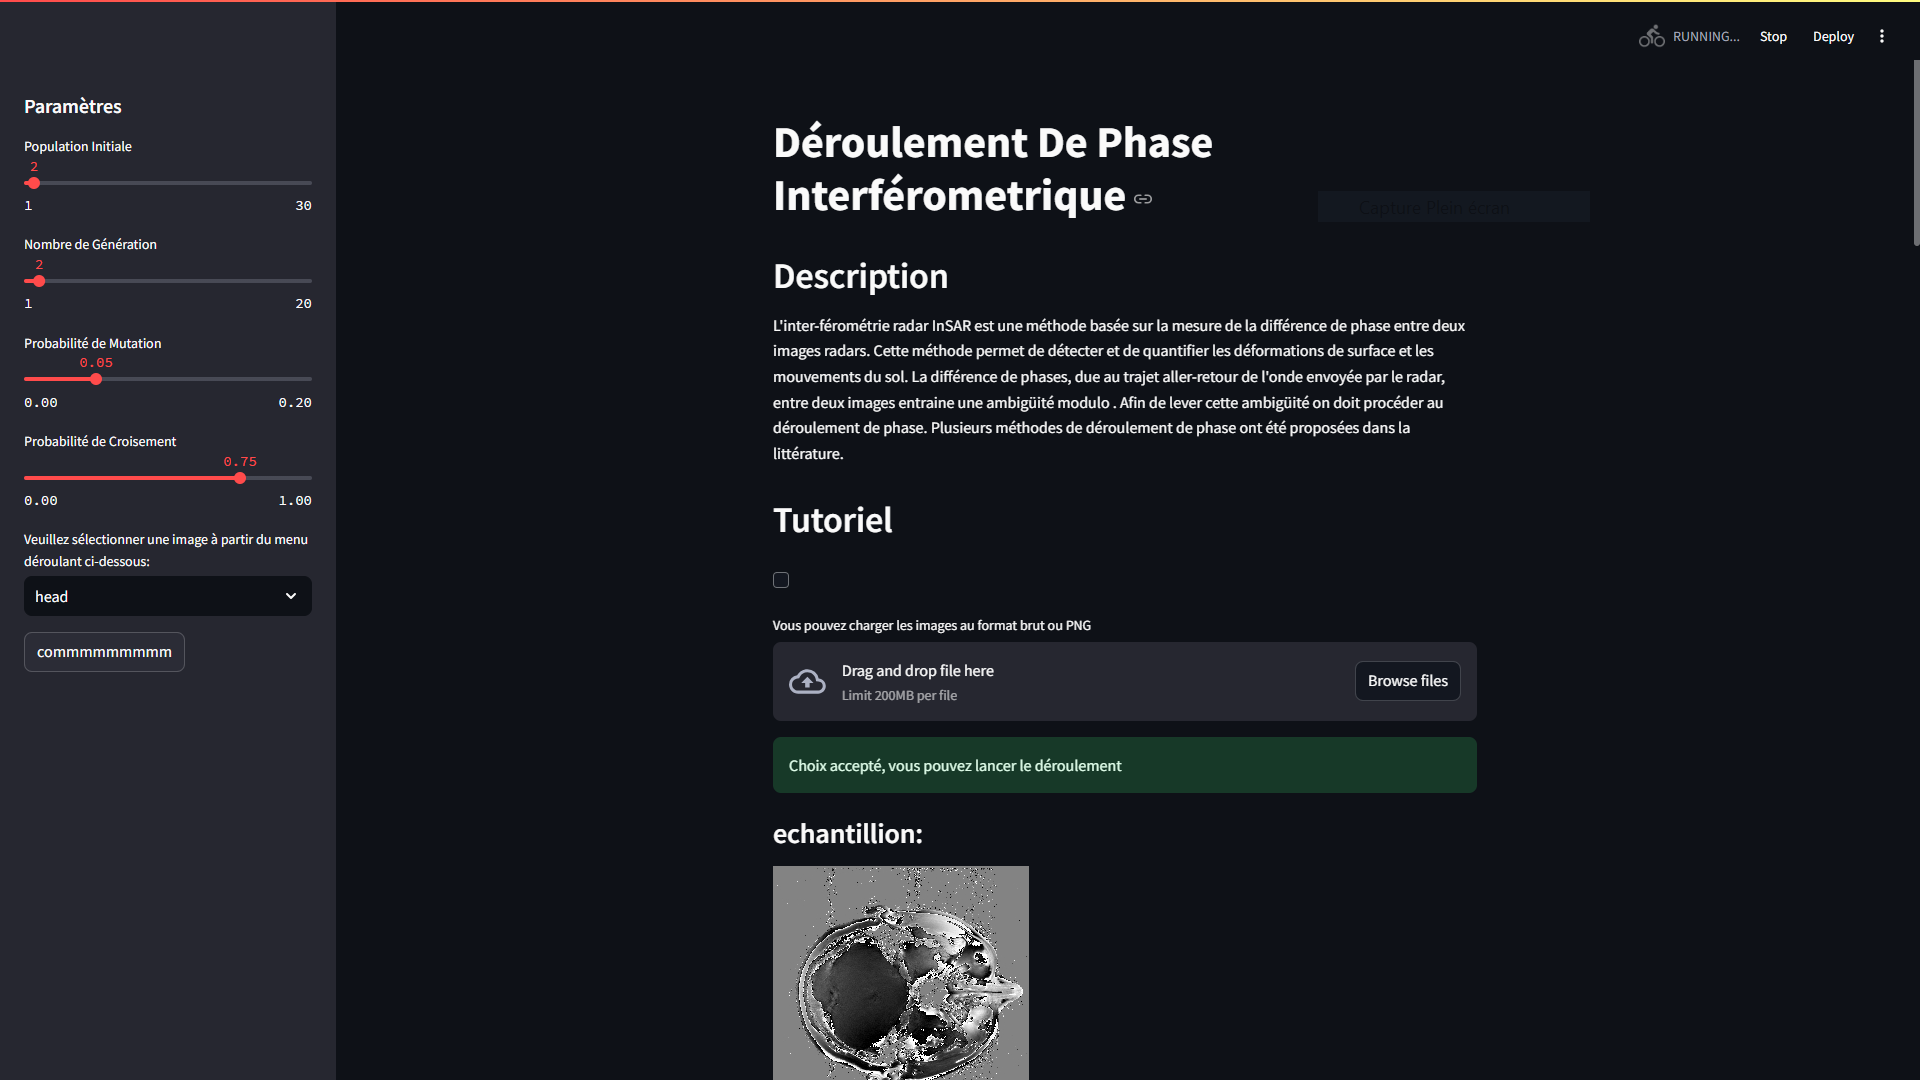 RUNNING...
Stop
Deploy
Paramètres
Population Initiale
2
1 30
Nombre de Génération
2
1 20
Probabilité de Mutation
0.05
0.00 0.20
Probabilité de Croisement
0.75
0.00 1.00
Veuillez sélectionner une image à partir du menu
déroulant ci-dessous:
head
commmmmmmmm
Déroulement De Phase
Interférometrique
Capture Plein écran
Description
L'inter-férométrie radar InSAR est une méthode basée sur la mesure de la différence de phase entre deux
images radars. Cette méthode permet de détecter et de quantifier les déformations de surface et les
mouvements du sol. La différence de phases, due au trajet aller-retour de l'onde envoyée par le radar,
entre deux images entraine une ambigüité modulo . Afin de lever cette ambigüité on doit procéder au
déroulement de phase. Plusieurs méthodes de déroulement de phase ont été proposées dans la
littérature.
Tutoriel
Vous pouvez charger les images au format brut ou PNG
Drag and drop file here
Limit 200MB per file
Browse files
Choix accepté, vous pouvez lancer le déroulement
echantillion: